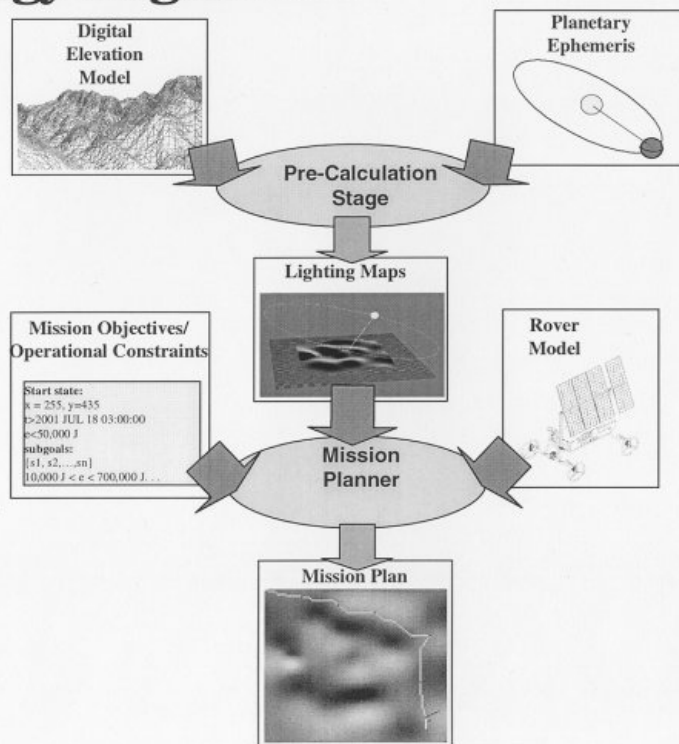 Digital
Elevation
Model
Planetary
Ephemeris
Pre-Calculation
Stage
Lighting Maps
Mission Objectives/
Operational Constraints
Start state:
x = 255, y=435
t>2001 JUL 18 03:00:00
e<50,000 J
subgoals:
{s1, s2,…,sn}
10,000 J < e < 700,000 J. . .
Rover
Model
Mission
Planner
Mission Plan